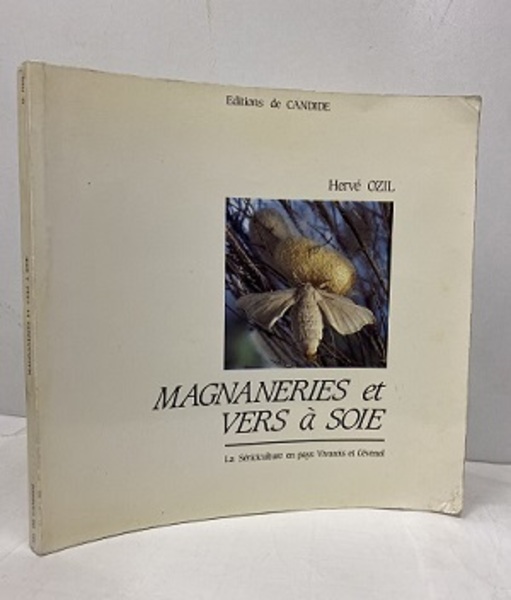 Editions de CANDIDE
Hervé OZIL
MAGNANERIES et
VERS à SOIE
La Sériciculture en pays Vivarois et Cévenol